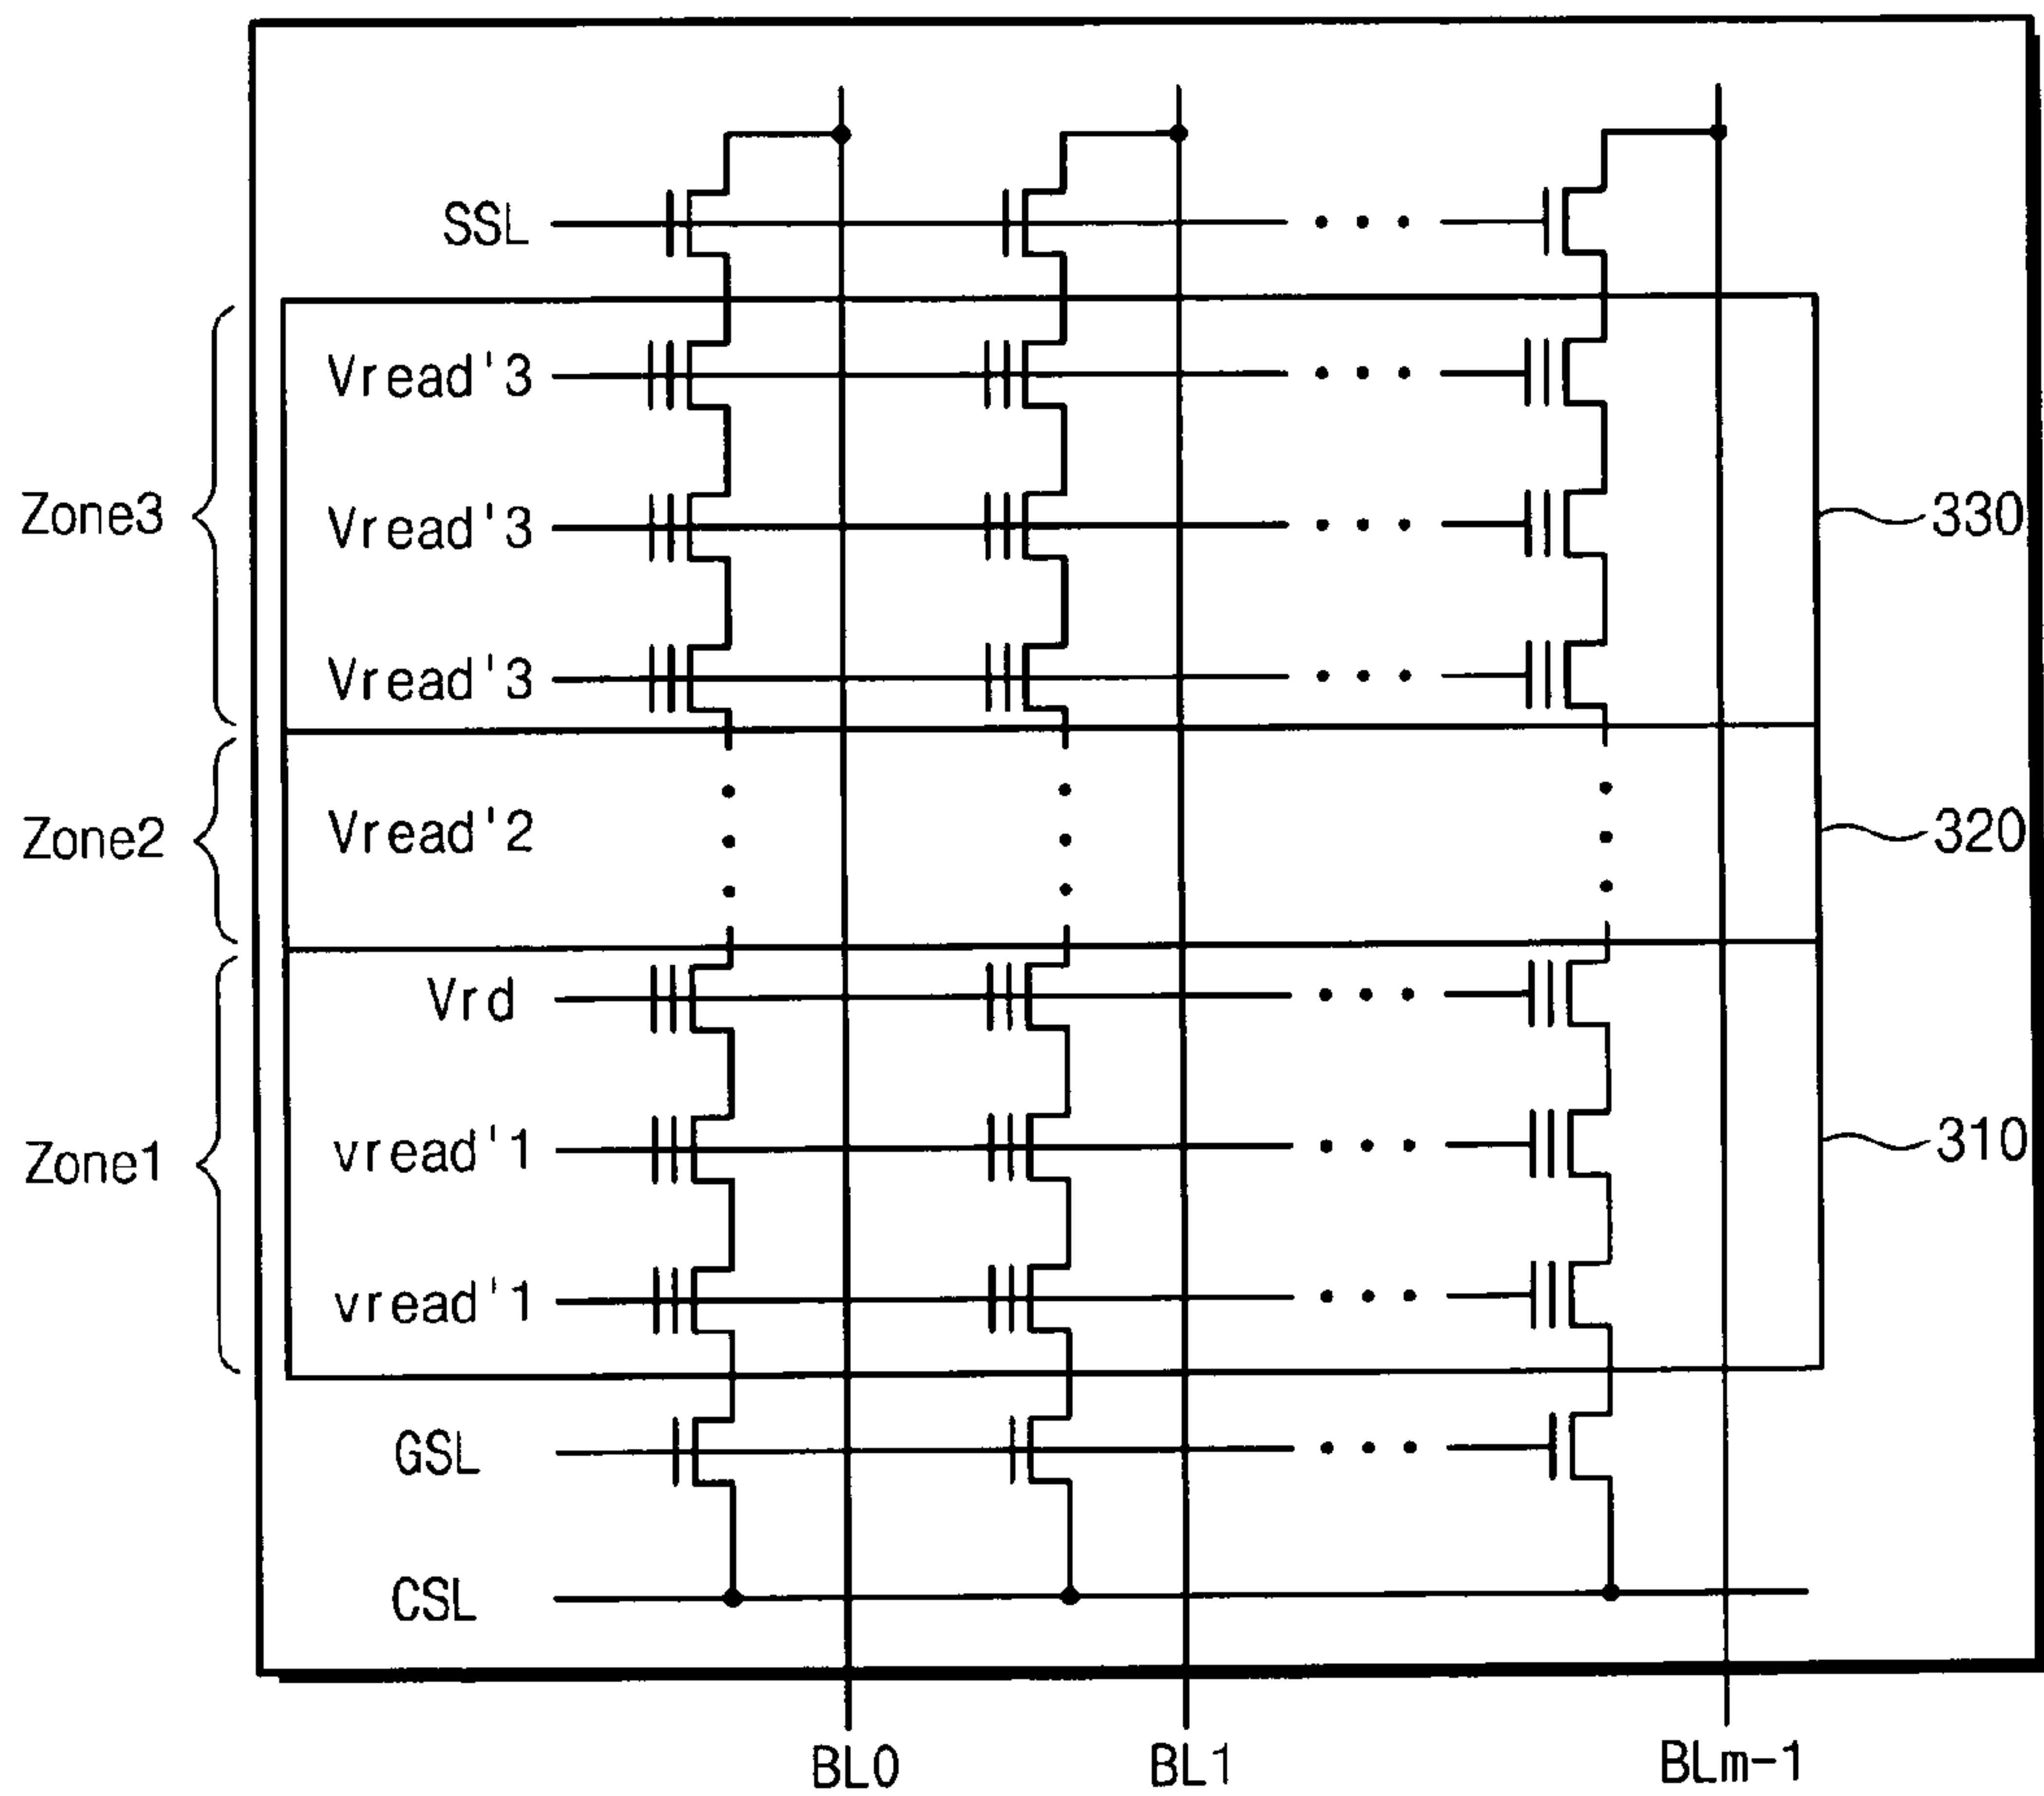 SSL
Vread'3
Zone3
Vread'3
330
Vread'3
Zone2
Vread'2
320
Vrd
Zone1
vread'1
310
vread'1
GSL
CSL
BL0
BL1
BLm-1